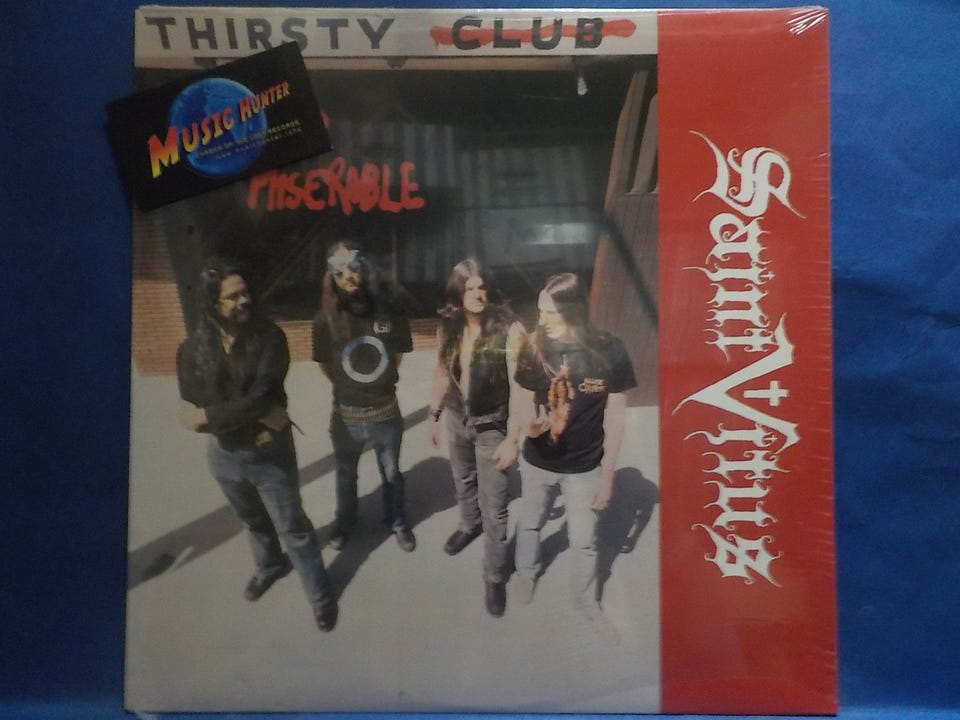 THIRSTY CLUB
MUSIC HUNTER
MISERABLE
Saint Vitus